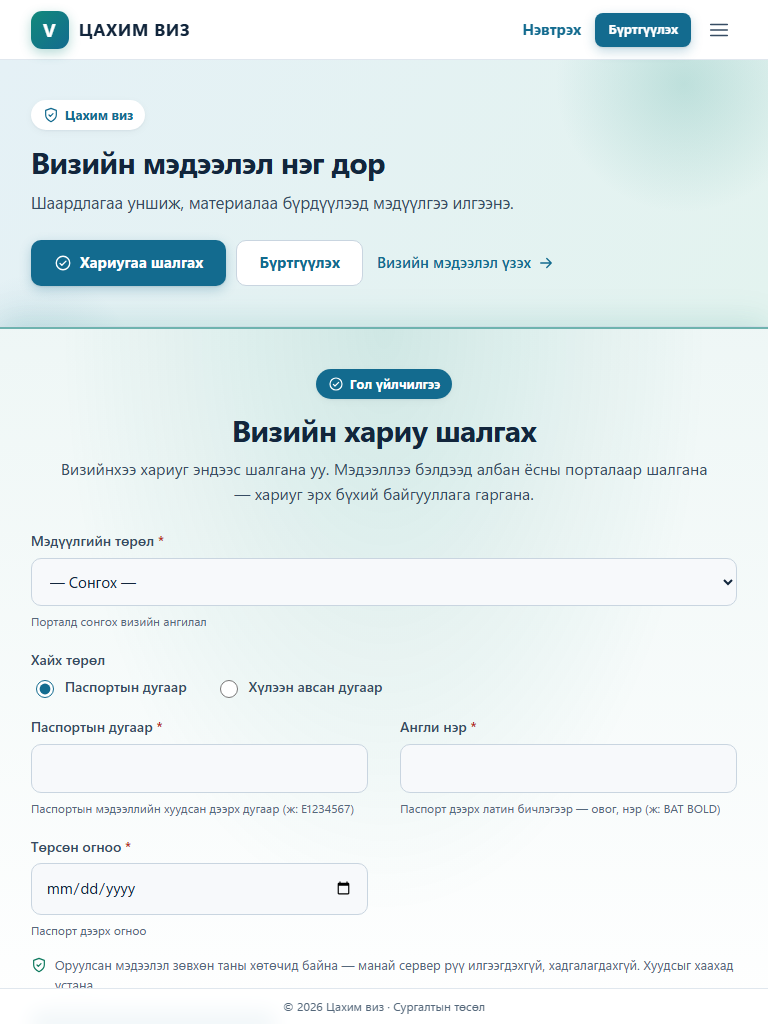 V ЦАХИМ ВИЗ
Нэвтрэх
Бүртгүүлэх
Цахим виз
Визийн мэдээлэл нэг дор
Шаардлагаа уншиж, материалаа бүрдүүлээд мэдүүлгээ илгээнэ.
Хариугаа шалгах
Бүртгүүлэх
Визийн мэдээлэл үзэх →
Гол үйлчилгээ
Визийн хариу шалгах
Визийнхээ хариуг эндээс шалгана уу. Мэдээллээ бэлдээд албан ёсны порталаар шалгана
— хариуг эрх бүхий байгууллага гаргана.
Мэдүүлгийн төрөл *
— Сонгох —
Порталд сонгох визийн ангилал
Хайх төрөл
Паспортын дугаар
Хүлээн авсан дугаар
Паспортын дугаар *
Англи нэр *
Паспортын мэдээллийн хуудсан дээрх дугаар (ж: E1234567)
Паспорт дээрх латин бичлэгээр — овог, нэр (ж: BAT BOLD)
Төрсөн огноо *
mm/dd/yyyy
Паспорт дээрх огноо
Оруулсан мэдээлэл зөвхөн таны хөтөчид байна — манай сервер рүү илгээгдэхгүй, хадгалагдахгүй. Хуудсыг хаахад
устана.
© 2026 Цахим виз · Сургалтын төсөл